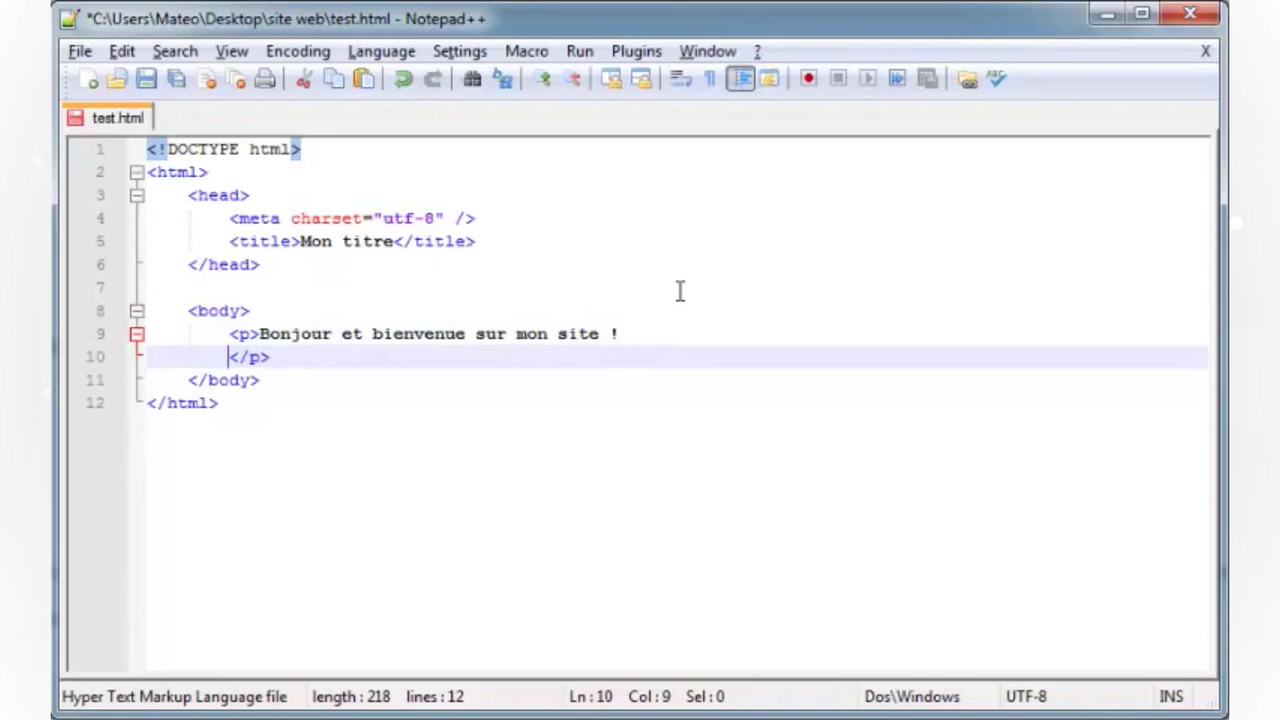 *C:\Users\Mateo\Desktop\site web\test.html - Notepad++
File Edit Search View Encoding Language Settings Macro Run Plugins Window ? X
test.html
1 <!DOCTYPE html>
2 <html>
3 <head>
4 <meta charset="utf-8" />
5 <title>Mon titre</title>
6 </head>
7
8 <body>
9 <p>Bonjour et bienvenue sur mon site !
10 </p>
11 </body>
12 </html>
Hyper Text Markup Language file length : 218 lines : 12 Ln : 10 Col : 9 Sel : 0 Dos\Windows UTF-8 INS